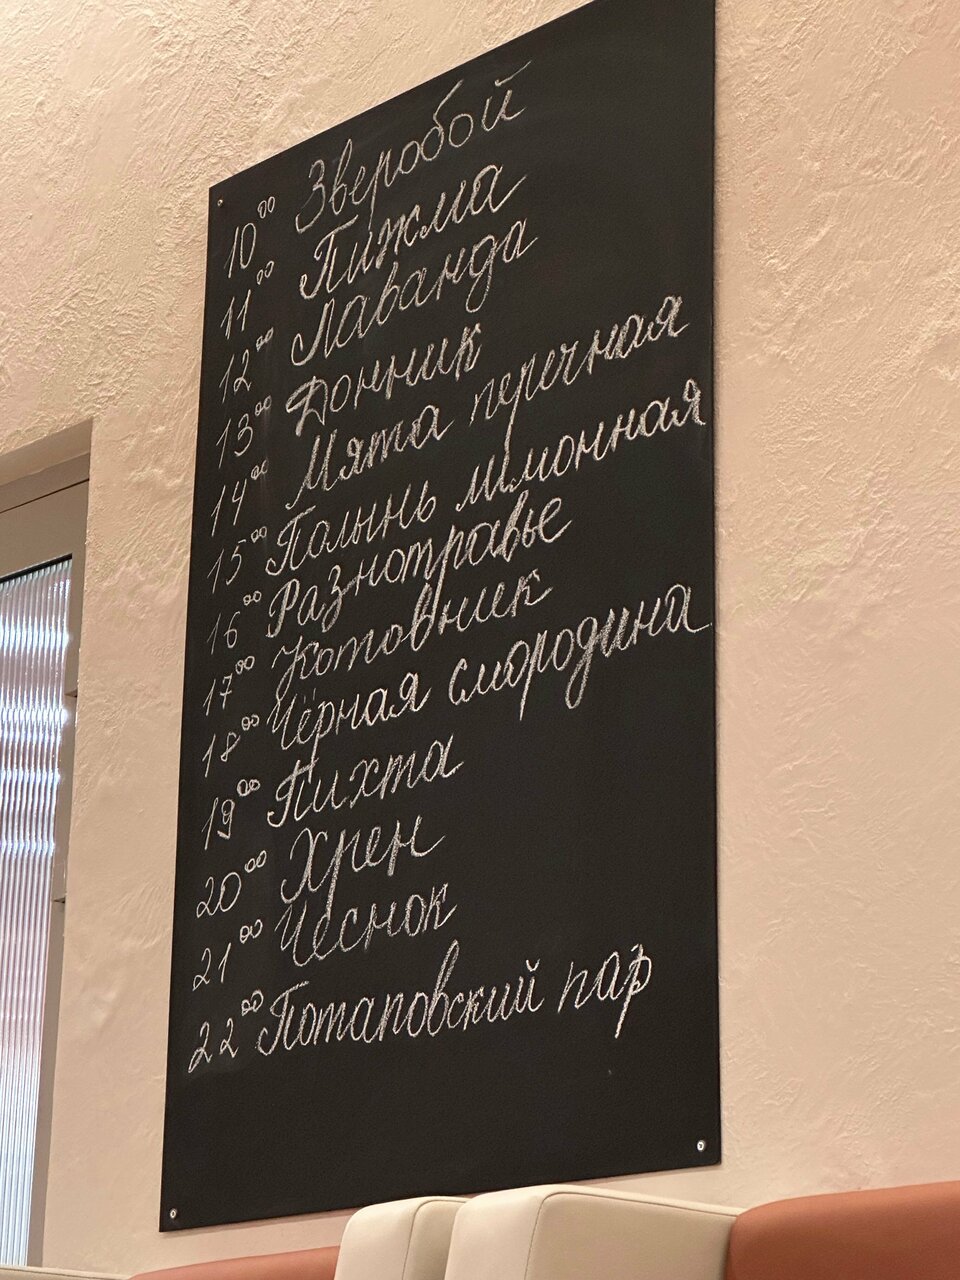 10⁰⁰ Зверобой
11⁰⁰ Пижма
12⁰⁰ Лаванды
13⁰⁰ Донник
14⁰⁰ Мята перечная
15⁰⁰ Полынь лимонная
16⁰⁰ Разнотравье
17⁰⁰ Котовник
18⁰⁰ Чёрная смородина
19⁰⁰ Пихта
20⁰⁰ Хрен
21⁰⁰ Чеснок
22⁰⁰ Потаповский пар